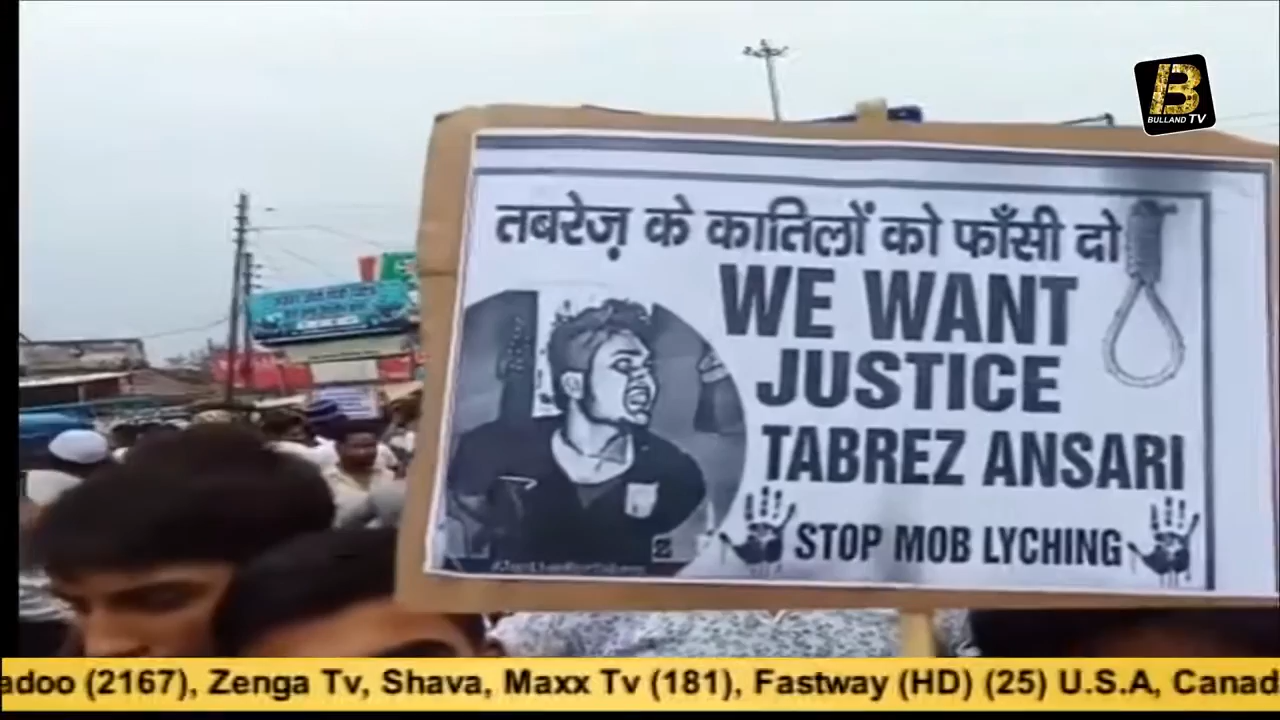 B
BULLAND TV
तबरेज़ के कातिलों को फाँसी दो
WE WANT
JUSTICE
TABREZ ANSARI
STOP MOB LYCHING
adoo (2167), Zenga Tv, Shava, Maxx Tv (181), Fastway (HD) (25) U.S.A, Canad